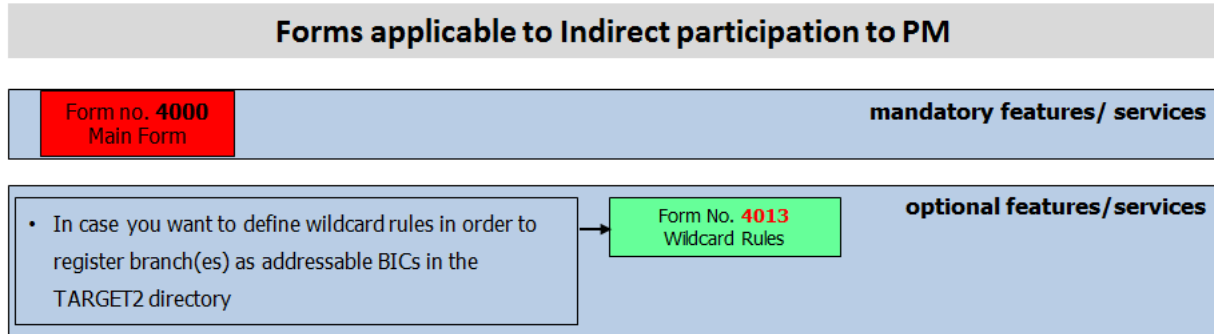 Forms applicable to Indirect participation to PM
Form no. 4000
Main Form
mandatory features/ services
• In case you want to define wildcard rules in order to
register branch(es) as addressable BICs in the
TARGET2 directory
Form No. 4013
Wildcard Rules
optional features/services